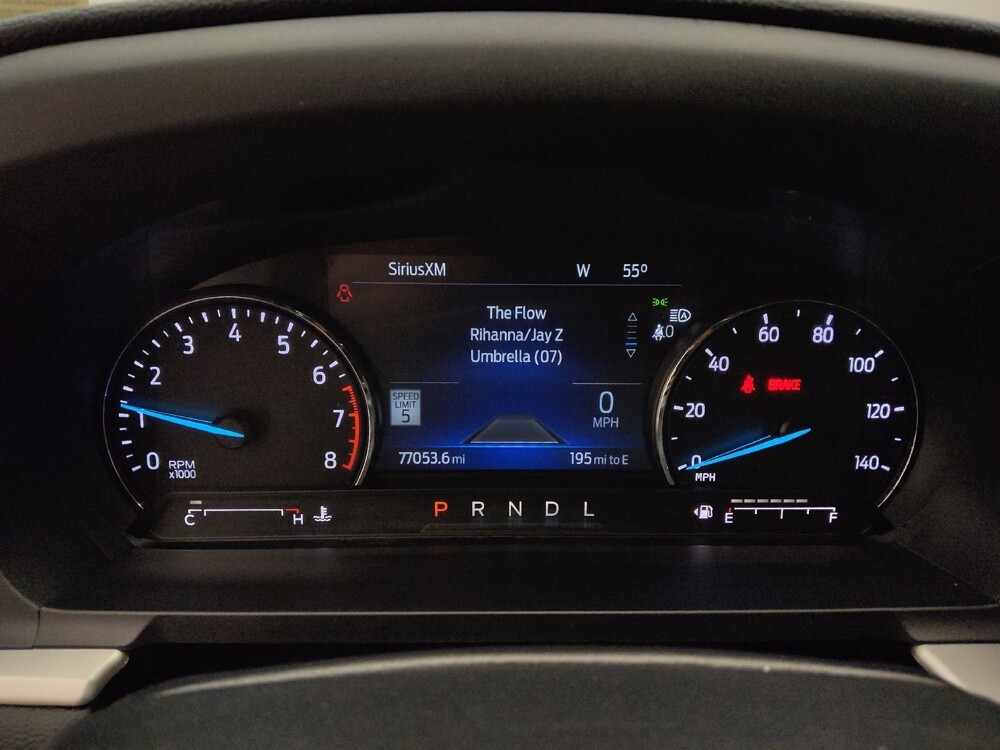 SiriusXM W 55°
The Flow
Rihanna/Jay Z
Umbrella (07)
SPEED
LIMIT
5
0
MPH
77053.6 mi 195 mi to E
0 1 2 3 4 5 6 7 8
RPM
x1000
0 20 40 60 80 100 120 140
BRAKE
MPH
C H
P R N D L
E F